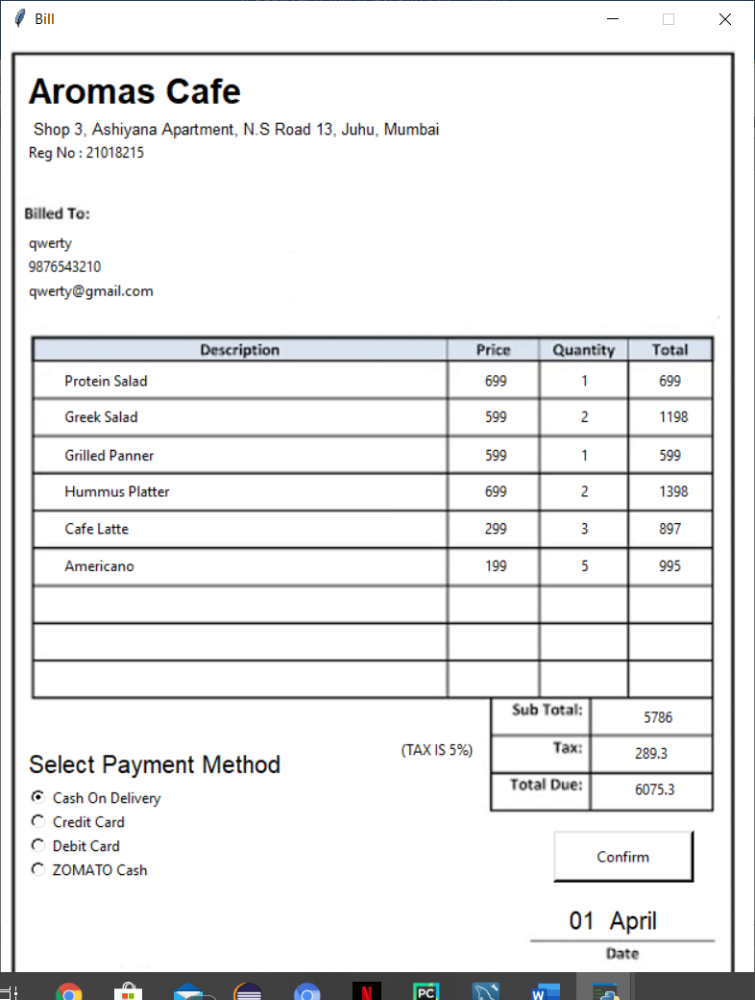 Bill
Aromas Cafe
Shop 3, Ashiyana Apartment, N.S Road 13, Juhu, Mumbai
Reg No : 21018215
Billed To:
qwerty
9876543210
qwerty@gmail.com
Description Price Quantity Total
Protein Salad 699 1 699
Greek Salad 599 2 1198
Grilled Panner 599 1 599
Hummus Platter 699 2 1398
Cafe Latte 299 3 897
Americano 199 5 995
Sub Total: 5786
(TAX IS 5%) Tax: 289.3
Total Due: 6075.3
Select Payment Method
Cash On Delivery
Credit Card
Debit Card
ZOMATO Cash
Confirm
01 April
Date
N PC W